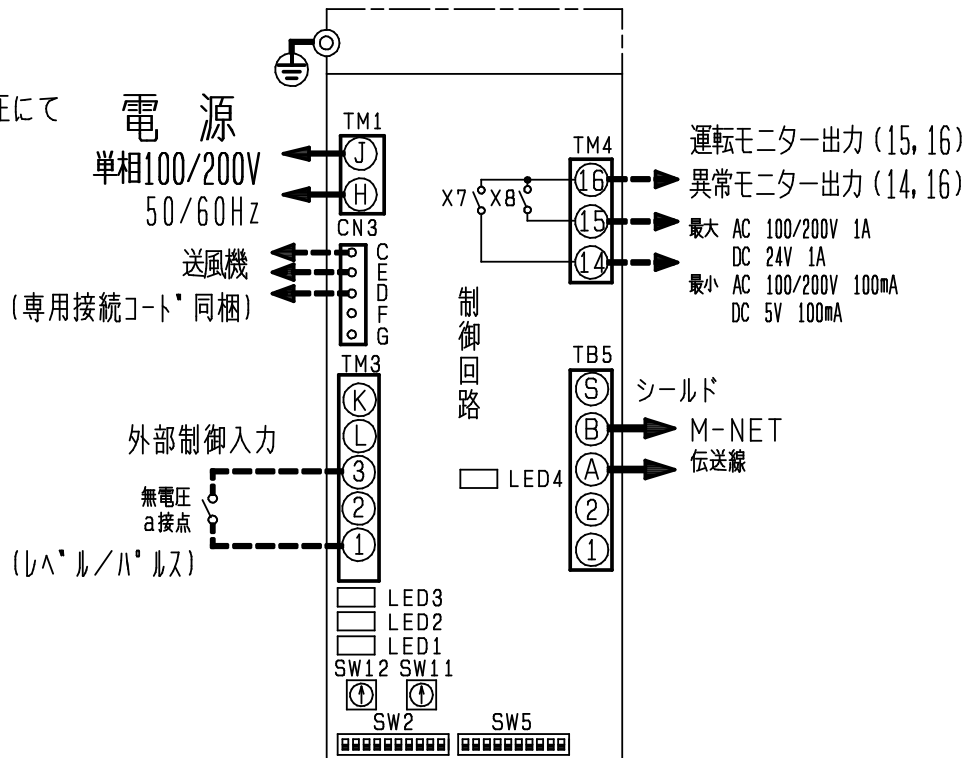 圧にて
電 源
単相100/200V
50/60Hz
TM1
J
H
CN3
C
E
D
F
G
送風機
(専用接続コード同梱)
TM3
K
L
3
2
1
外部制御入力
無電圧
a接点
(レベル/パルス)
制御回路
X7
X8
TM4
16
15
14
運転モニター出力(15,16)
異常モニター出力(14,16)
最大 AC 100/200V 1A
DC 24V 1A
最小 AC 100/200V 100mA
DC 5V 100mA
TB5
S
B
A
2
1
シールド
M-NET
伝送線
LED4
LED3
LED2
LED1
SW12 SW11
SW2 SW5